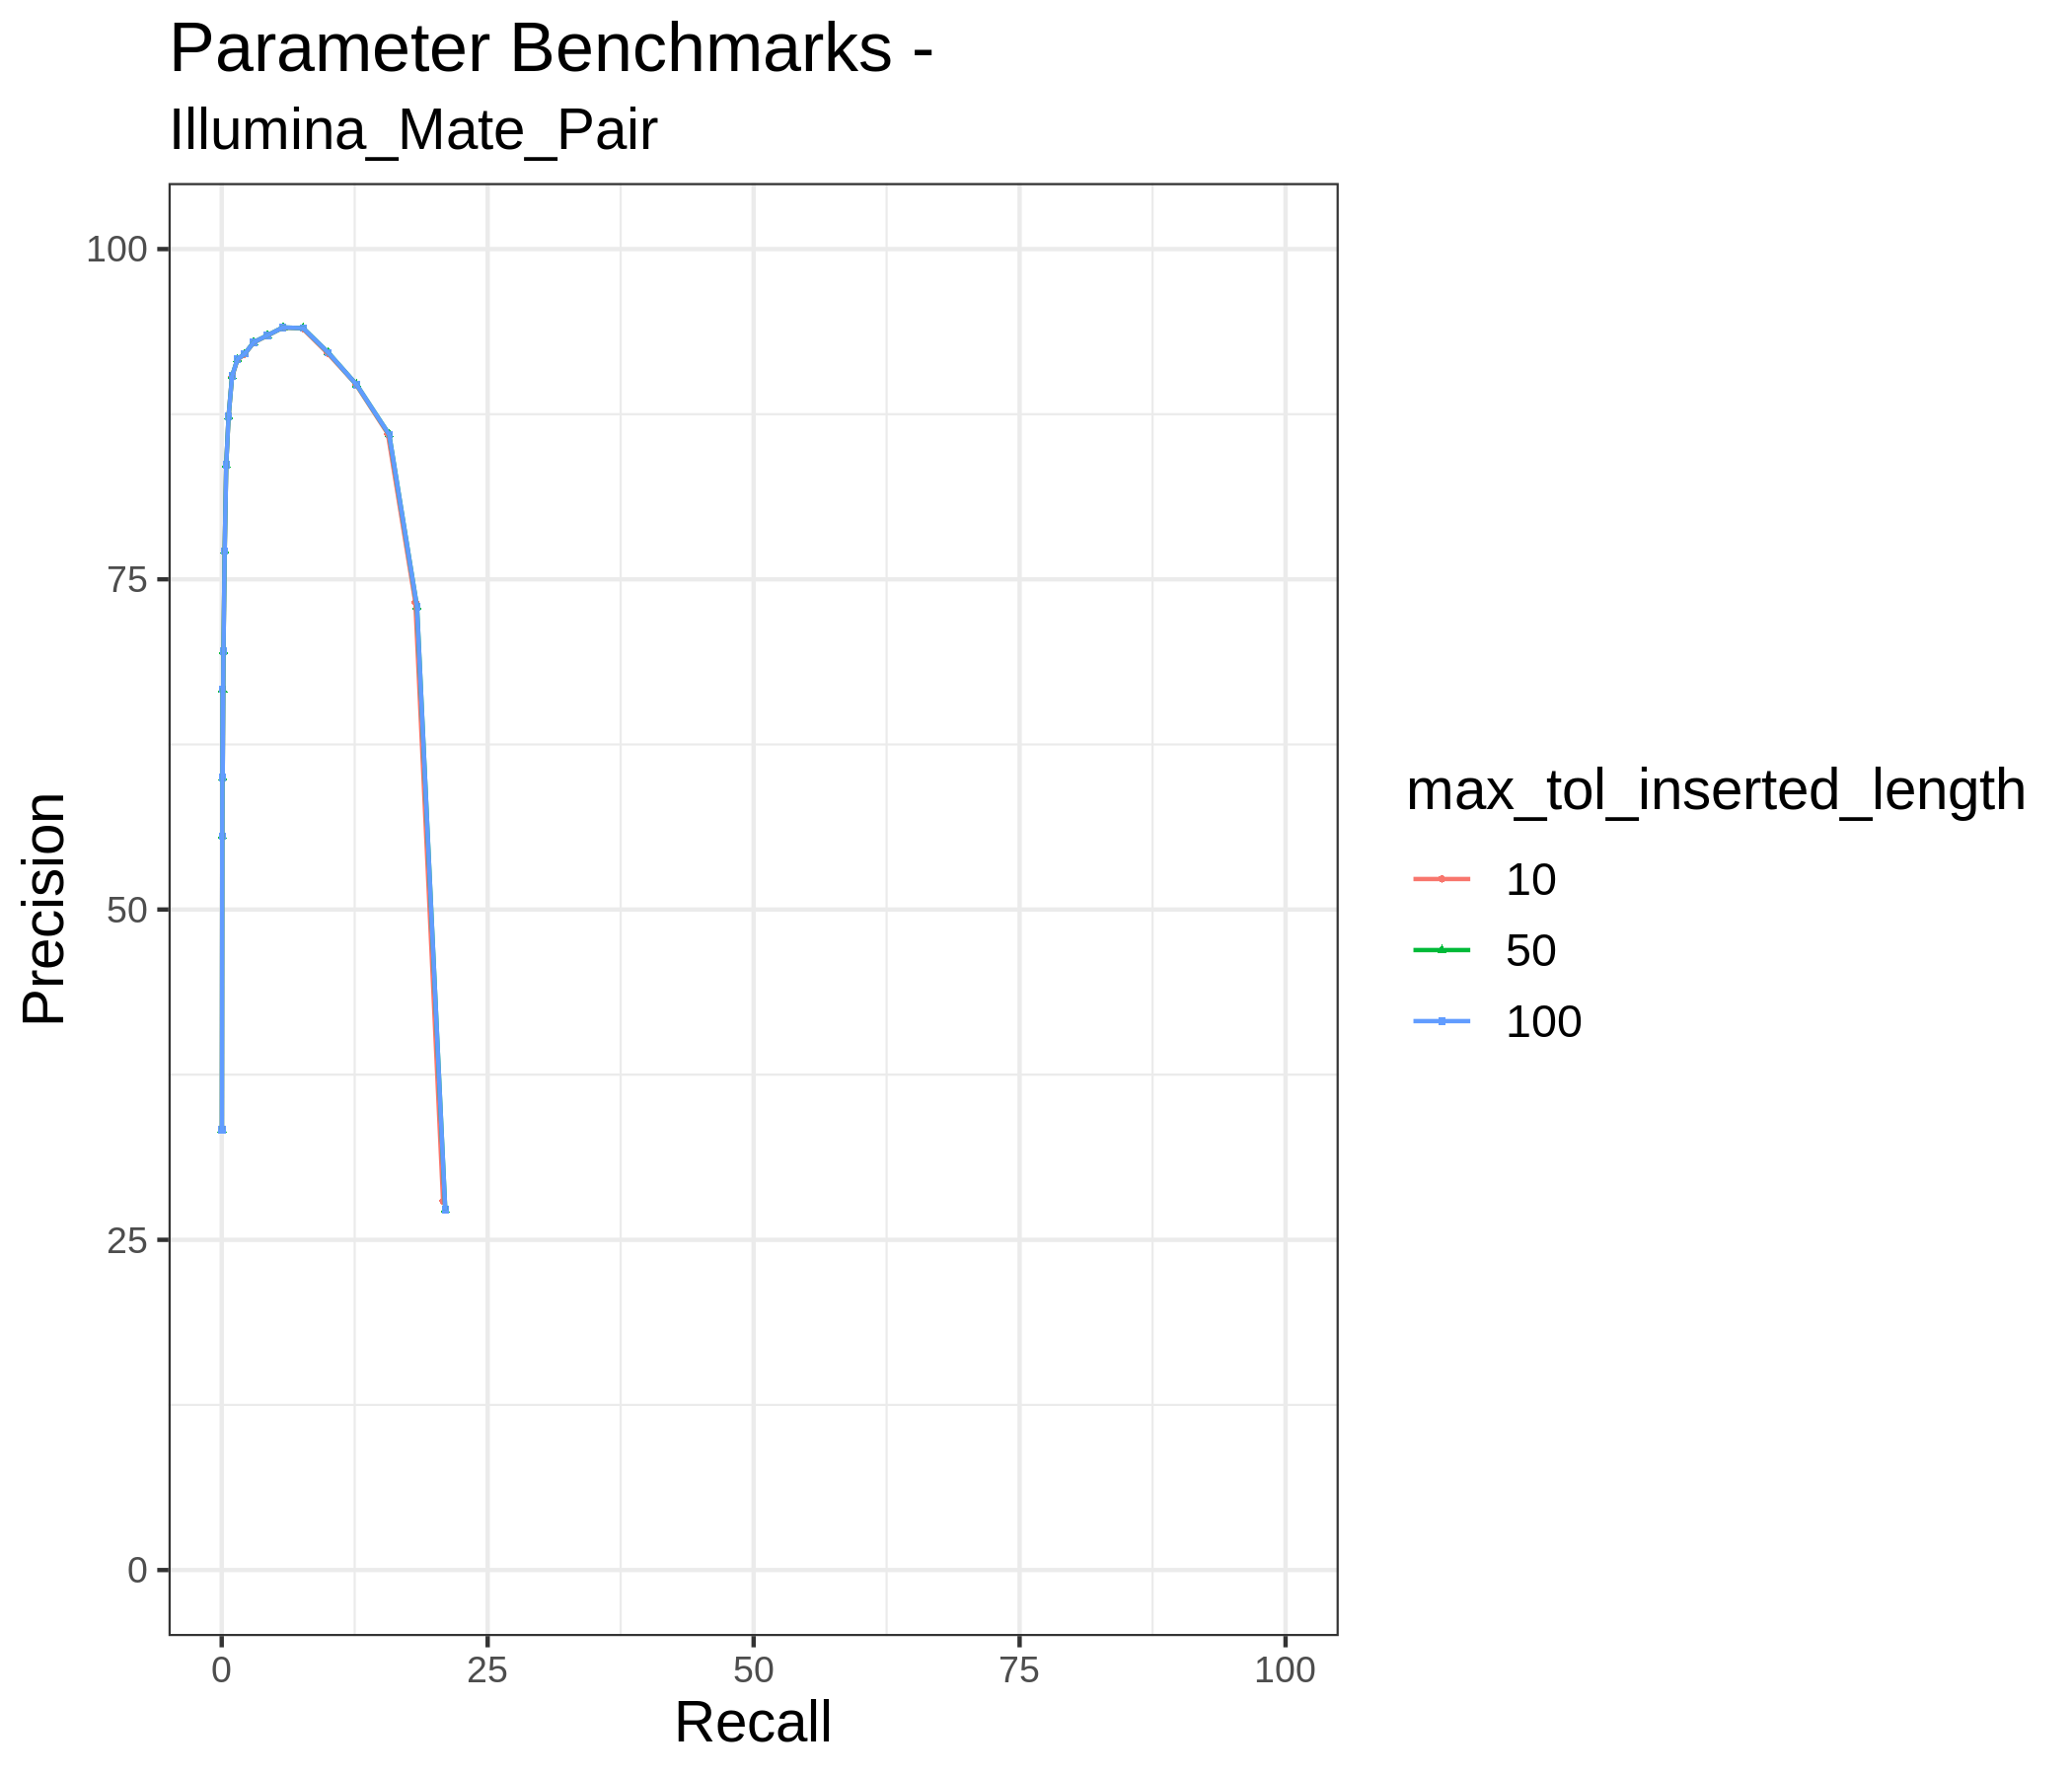 Parameter Benchmarks -
Illumina_Mate_Pair
100
75
50
25
0
Precision
0 25 50 75 100
Recall
max_tol_inserted_length
10
50
100